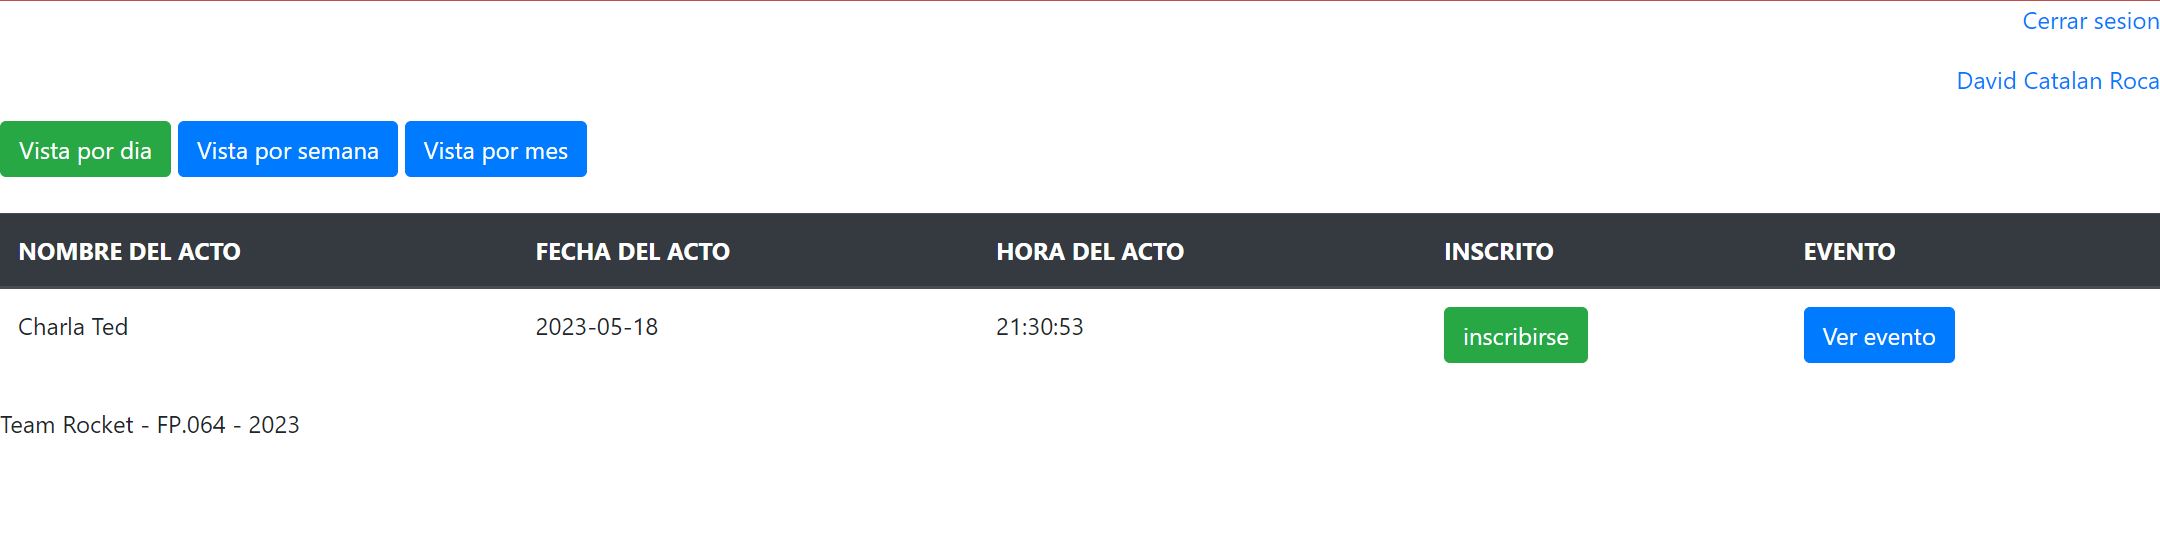 Cerrar sesion
David Catalan Roca
Vista por dia Vista por semana Vista por mes
NOMBRE DEL ACTO FECHA DEL ACTO HORA DEL ACTO INSCRITO EVENTO
Charla Ted 2023-05-18 21:30:53 inscribirse Ver evento
Team Rocket - FP.064 - 2023